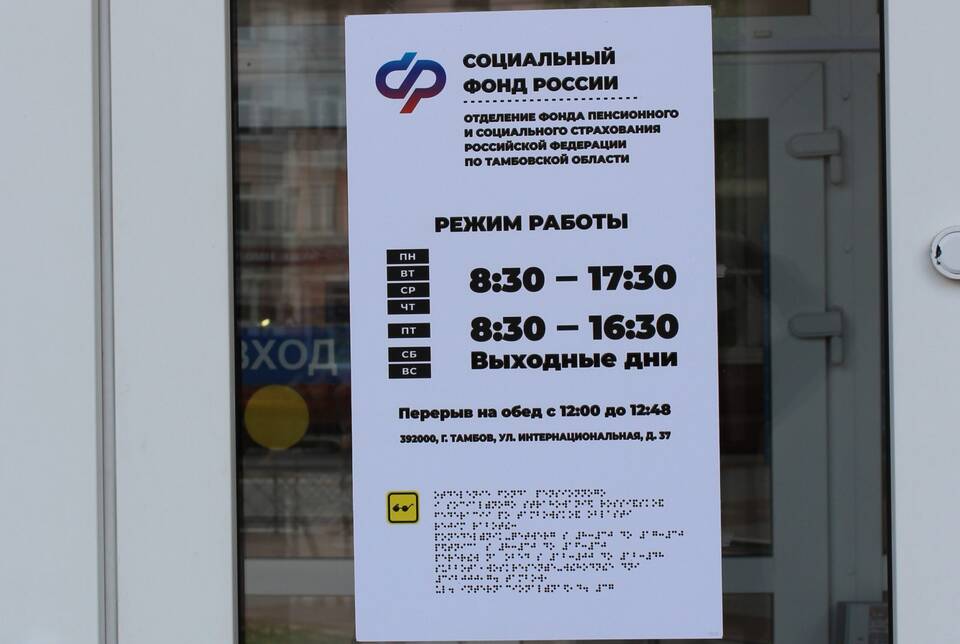 СОЦИАЛЬНЫЙ
ФОНД РОССИИ
ОТДЕЛЕНИЕ ФОНДА ПЕНСИОННОГО
И СОЦИАЛЬНОГО СТРАХОВАНИЯ
РОССИЙСКОЙ ФЕДЕРАЦИИ
ПО ТАМБОВСКОЙ ОБЛАСТИ
РЕЖИМ РАБОТЫ
ПН
ВТ
СР
ЧТ
8:30 – 17:30
ПТ
8:30 – 16:30
СБ
ВС
Выходные дни
Перерыв на обед с 12:00 до 12:48
392000, Г. ТАМБОВ, УЛ. ИНТЕРНАЦИОНАЛЬНАЯ, Д. 37
ВХОД